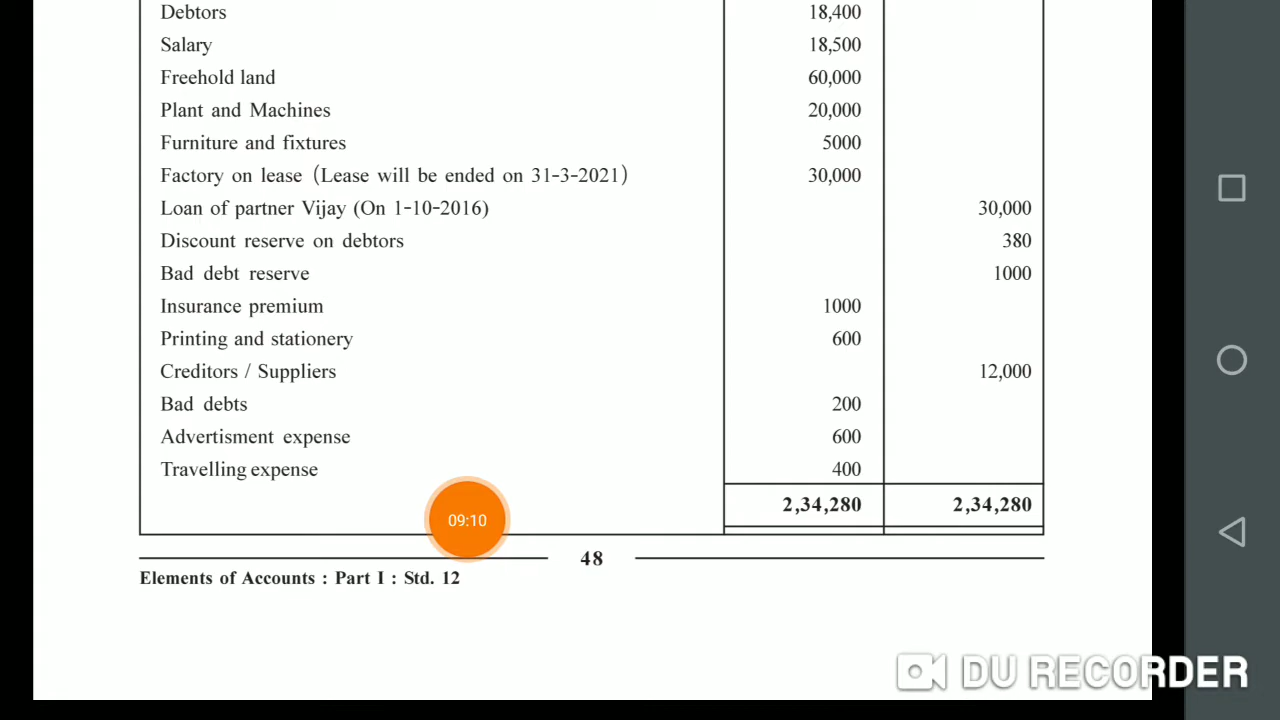 Debtors 18,400
Salary 18,500
Freehold land 60,000
Plant and Machines 20,000
Furniture and fixtures 5000
Factory on lease (Lease will be ended on 31-3-2021) 30,000
Loan of partner Vijay (On 1-10-2016) 30,000
Discount reserve on debtors 380
Bad debt reserve 1000
Insurance premium 1000
Printing and stationery 600
Creditors / Suppliers 12,000
Bad debts 200
Advertisment expense 600
Travelling expense 400
2,34,280 2,34,280
09:10
48
Elements of Accounts : Part I : Std. 12
DU RECORDER